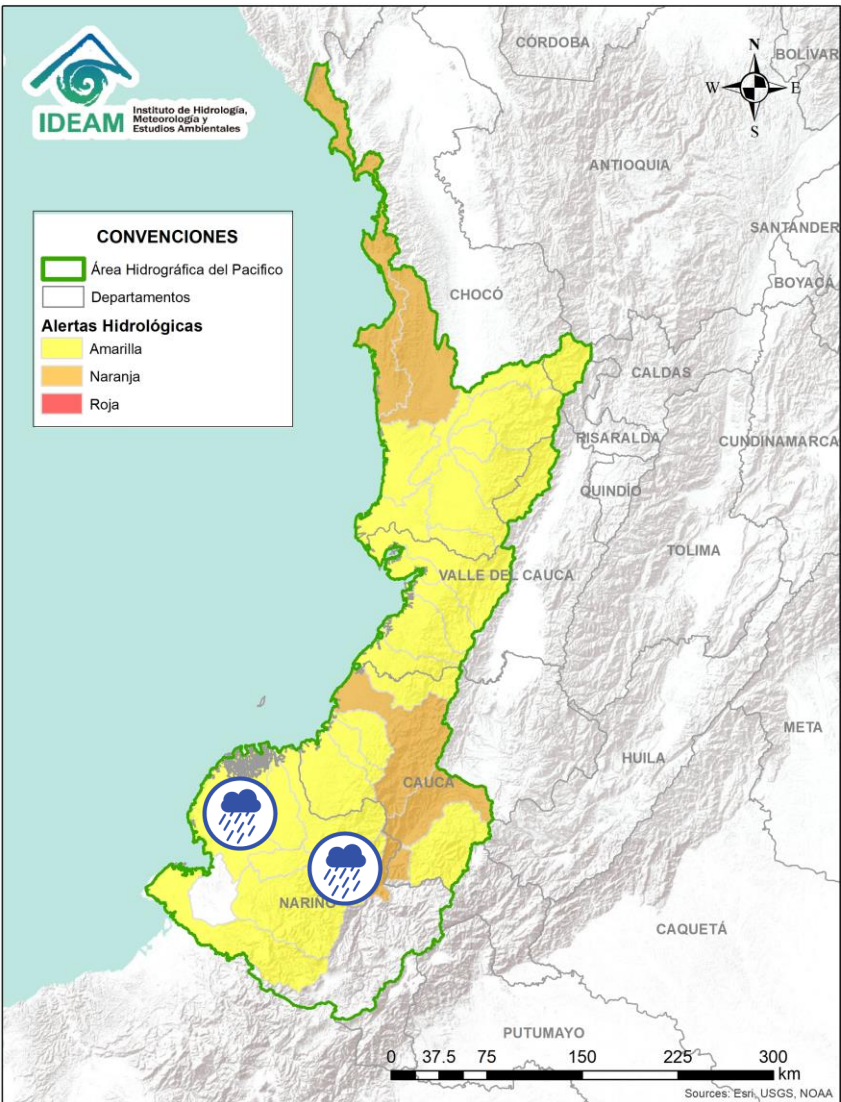 IDEAM
Instituto de Hidrología,
Meteorología y
Estudios Ambientales
N
W
E
S
CÓRDOBA
BOLÍVAR
ANTIOQUIA
SANTANDER
BOYACÁ
CHOCÓ
CONVENCIONES
Área Hidrográfica del Pacifico
Departamentos
Alertas Hidrológicas
Amarilla
Naranja
Roja
CALDAS
RISARALDA
CUNDINAMARCA
QUINDÍO
TOLIMA
VALLE DEL CAUCA
META
HUILA
CAUCA
NARIÑO
CAQUETÁ
PUTUMAYO
0 37.5 75 150 225 300
km
Sources: Esri, USGS, NOAA